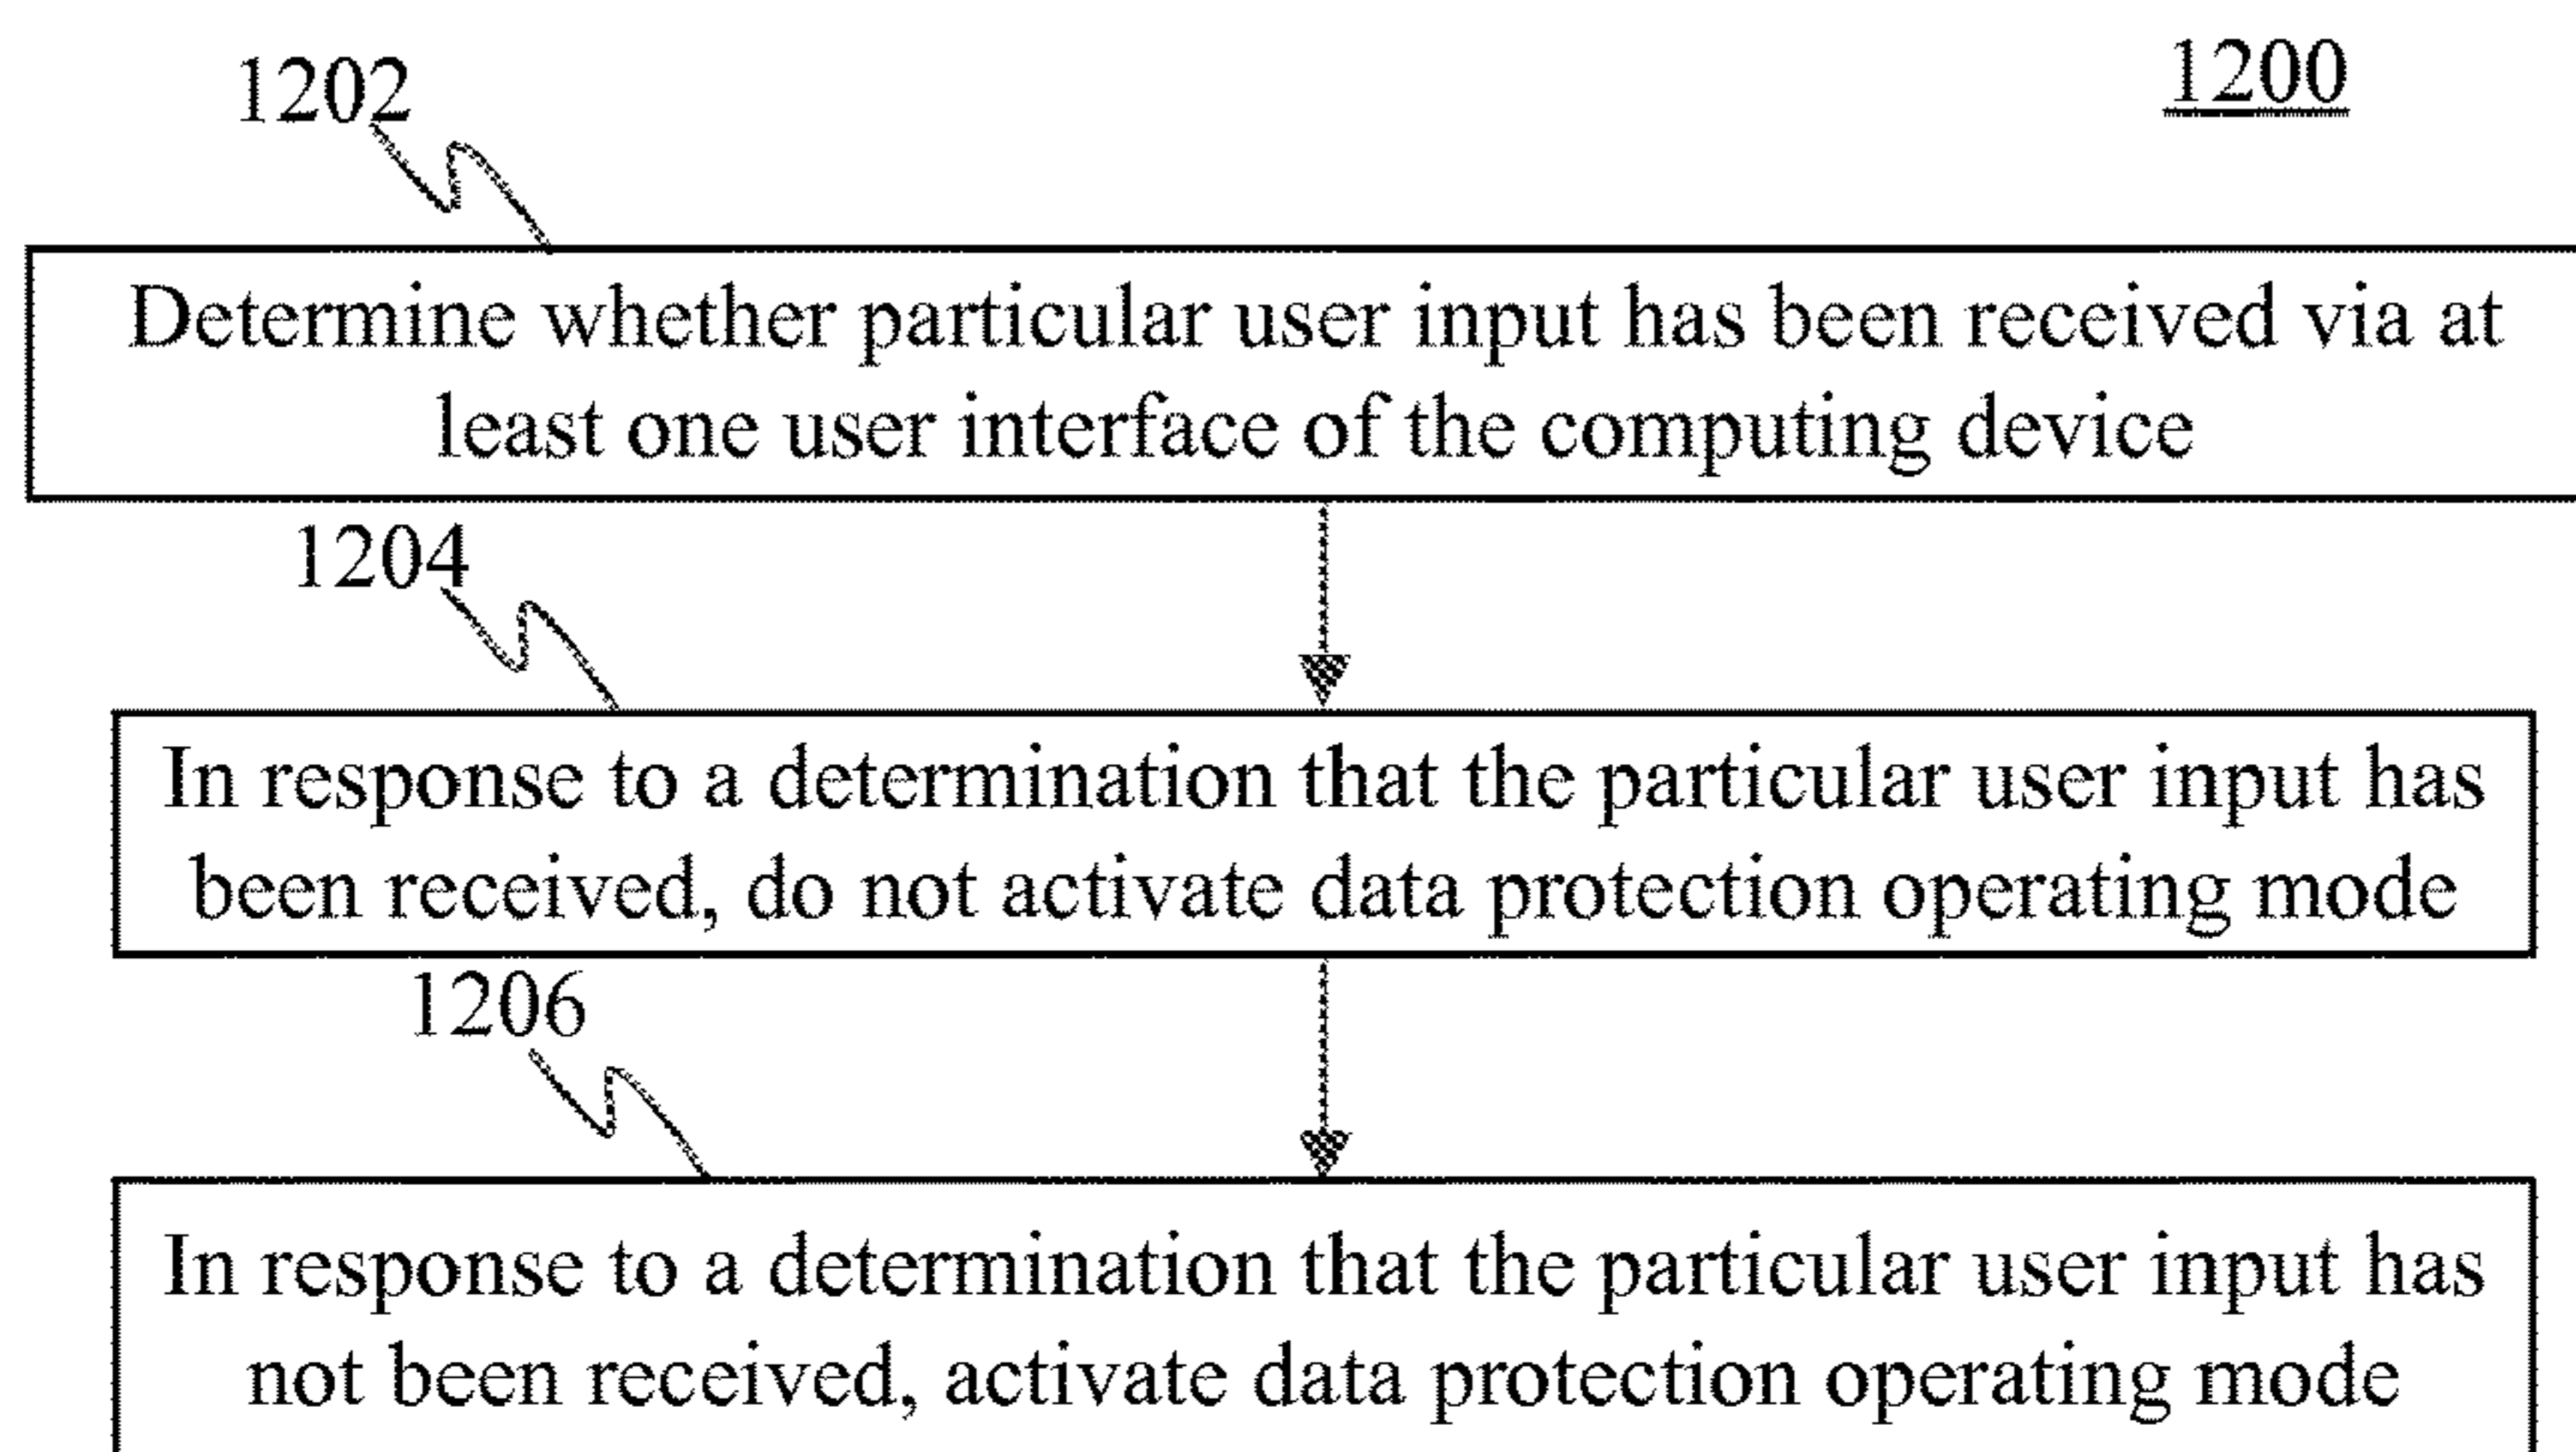 1200
1202
Determine whether particular user input has been received via at
least one user interface of the computing device
1204
In response to a determination that the particular user input has
been received, do not activate data protection operating mode
1206
In response to a determination that the particular user input has
not been received, activate data protection operating mode